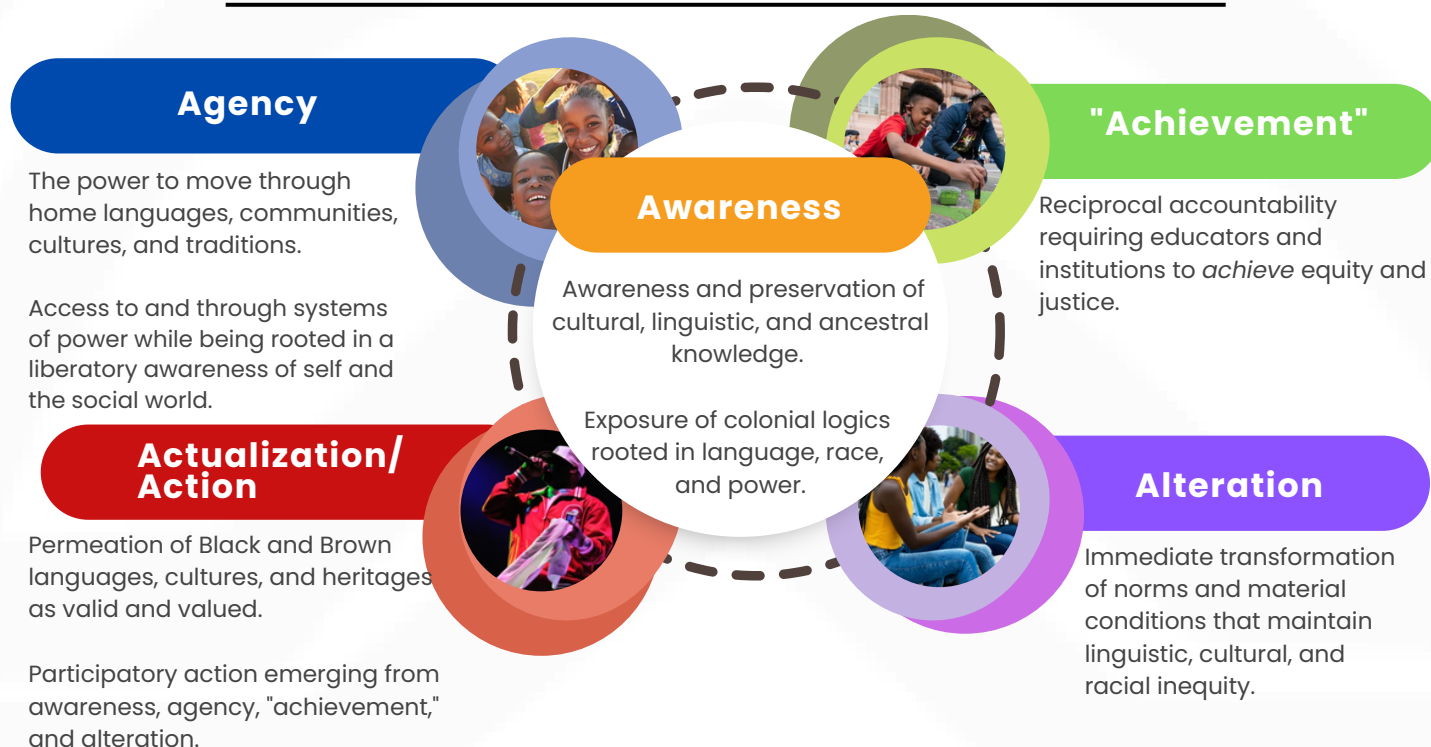 Agency
The power to move through
home languages, communities,
cultures, and traditions.
Access to and through systems
of power while being rooted in a
liberatory awareness of self and
the social world.
"Achievement"
Reciprocal accountability
requiring educators and
institutions to achieve equity and
justice.
Awareness
Awareness and preservation of
cultural, linguistic, and ancestral
knowledge.
Exposure of colonial logics
rooted in language, race,
and power.
Actualization/
Action
Permeation of Black and Brown
languages, cultures, and heritages
as valid and valued.
Participatory action emerging from
awareness, agency, "achievement,"
and alteration.
Alteration
Immediate transformation
of norms and material
conditions that maintain
linguistic, cultural, and
racial inequity.